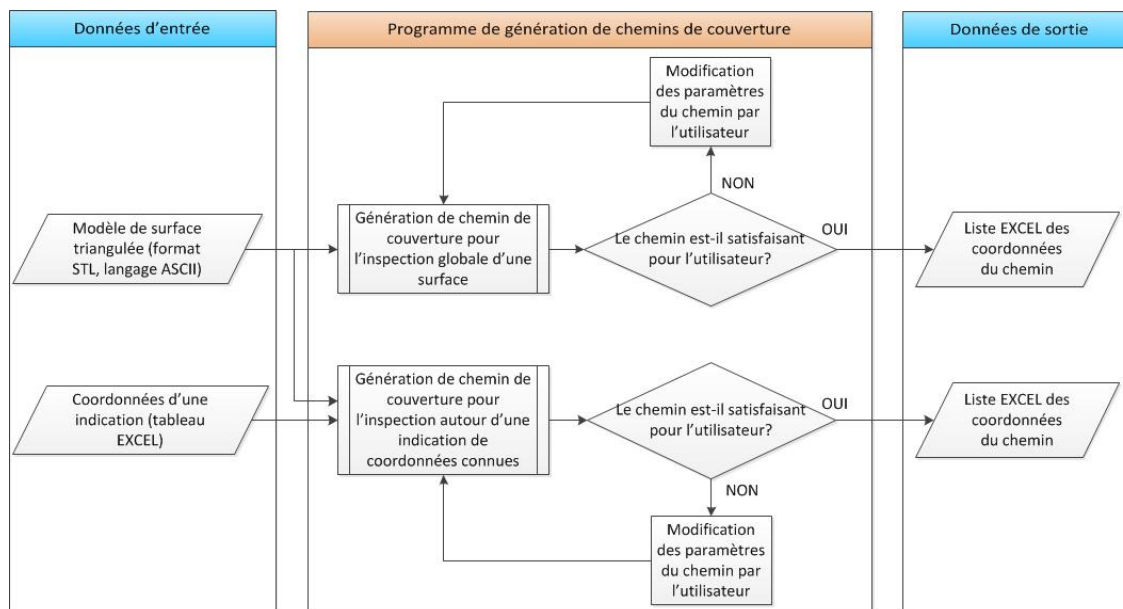 Données d'entrée
Programme de génération de chemins de couverture
Données de sortie
Modification
des paramètres
du chemin par
l'utilisateur
NON
Modèle de surface
triangulée (format
STL, langage ASCII)
Génération de chemin de
couverture pour
l'inspection globale d'une
surface
Le chemin est-il satisfaisant
pour l'utilisateur?
OUI
Liste EXCEL des
coordonnées
du chemin
Coordonnées d'une
indication (tableau
EXCEL)
Génération de chemin de
couverture pour
l'inspection autour d'une
indication de
coordonnées connues
Le chemin est-il satisfaisant
pour l'utilisateur?
OUI
Liste EXCEL des
coordonnées
du chemin
NON
Modification
des paramètres
du chemin par
l'utilisateur